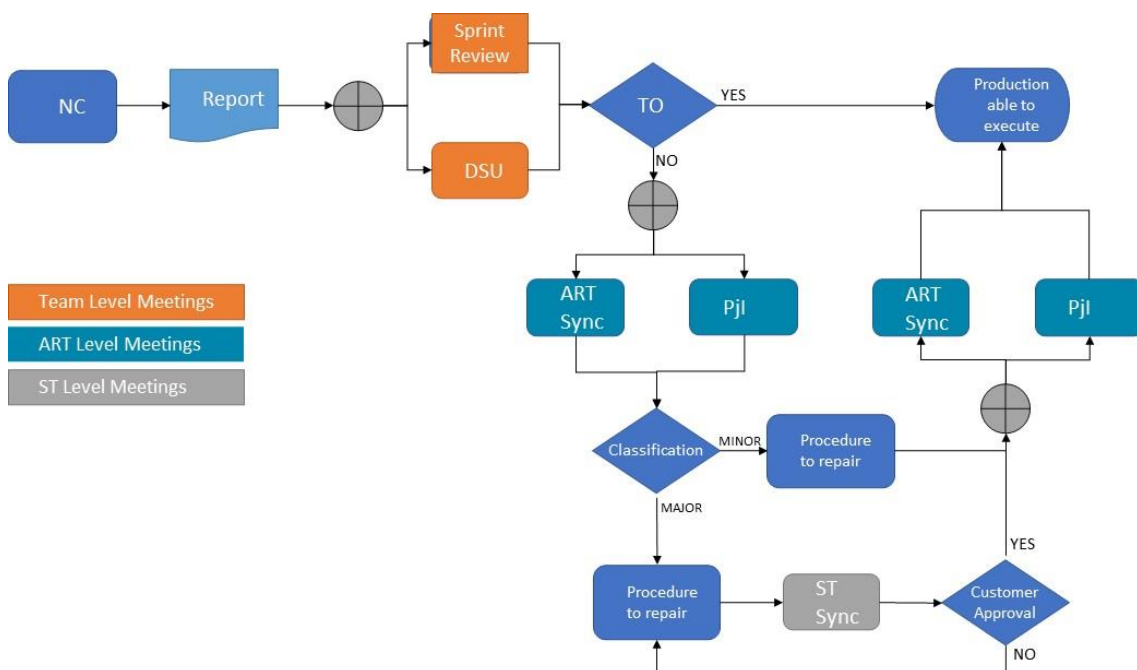 Sprint
Review
NC
Report
TO
YES
Production
able to
execute
DSU
NO
ART
Sync
PjI
ART
Sync
PjI
Team Level Meetings
ART Level Meetings
ST Level Meetings
Classification
MINOR
Procedure
to repair
MAJOR
YES
Procedure
to repair
ST
Sync
Customer
Approval
NO